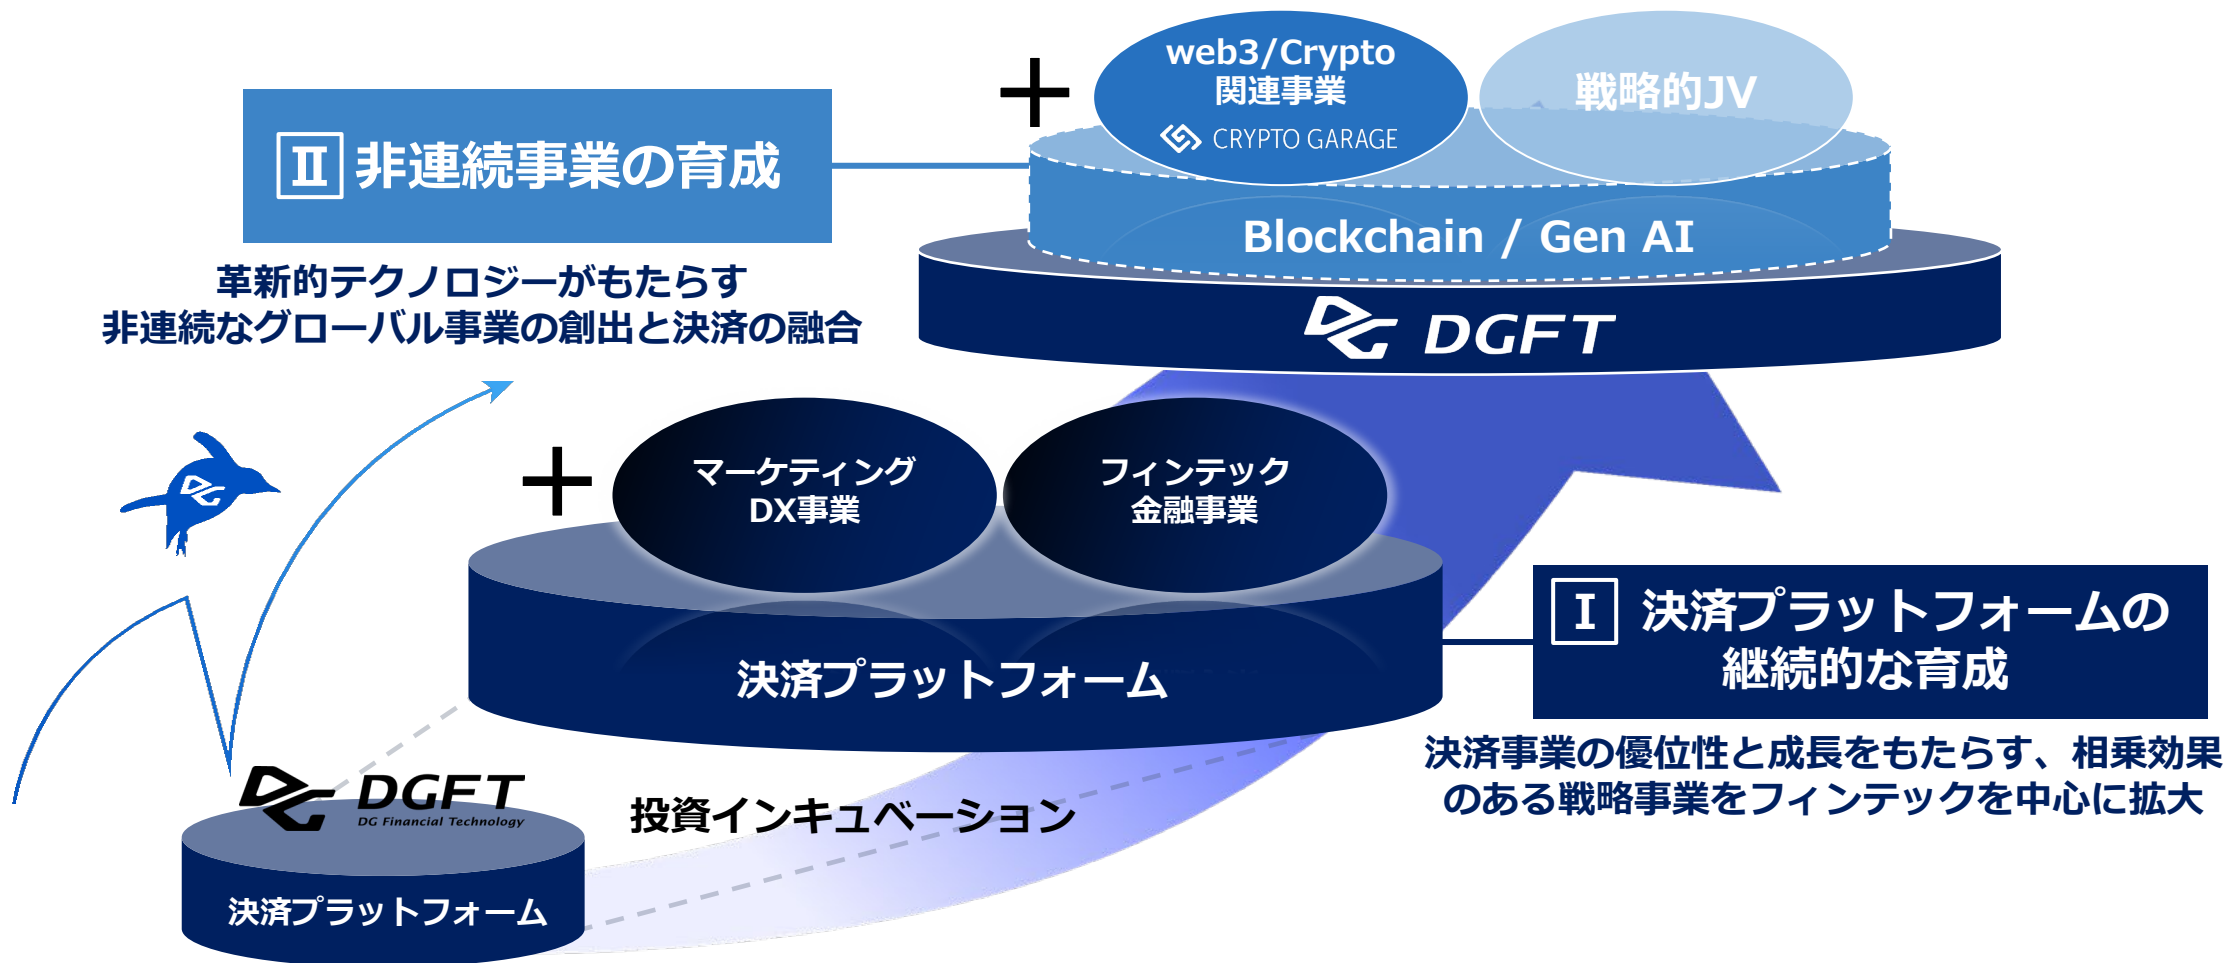 web3/Crypto
関連事業
CRYPTO GARAGE
戦略的JV
Ⅱ 非連続事業の育成
Blockchain / Gen AI
革新的テクノロジーがもたらす
非連続なグローバル事業の創出と決済の融合
DGFT
マーケティング
DX事業
フィンテック
金融事業
決済プラットフォーム
Ⅰ 決済プラットフォームの
継続的な育成
決済事業の優位性と成長をもたらす、相乗効果
のある戦略事業をフィンテックを中心に拡大
DGFT
DG Financial Technology
投資インキュベーション
決済プラットフォーム